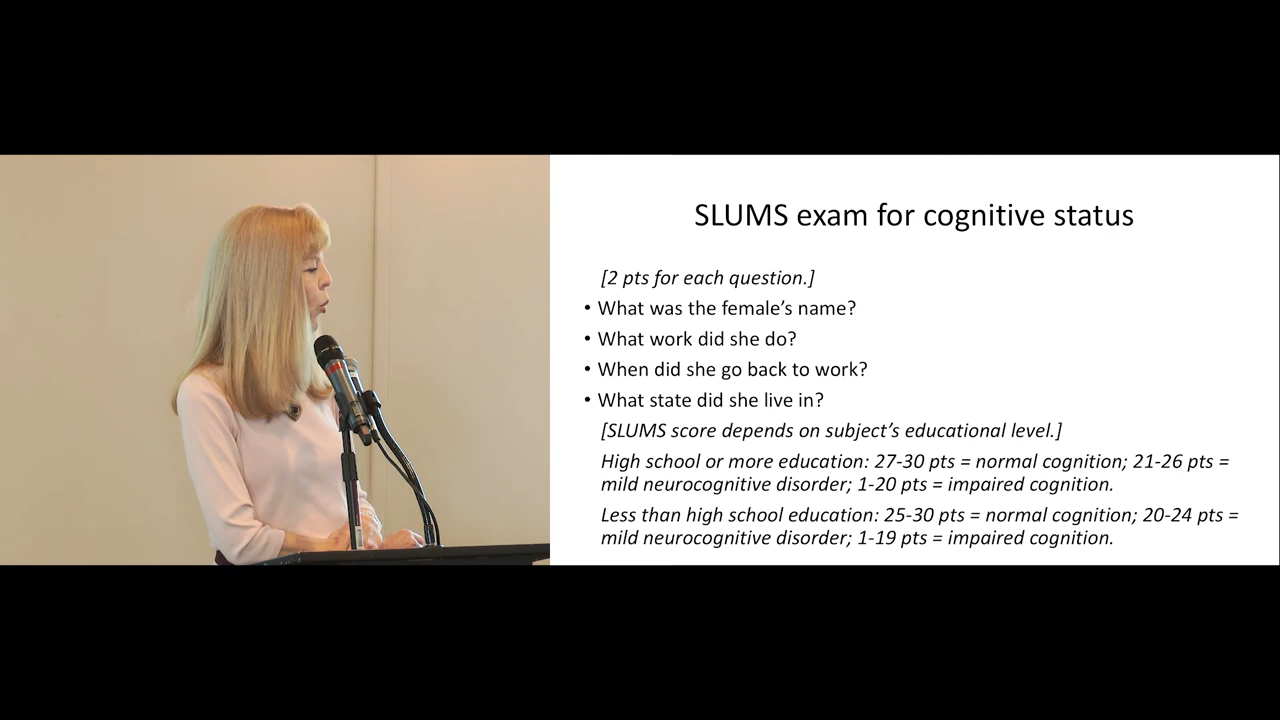 SLUMS exam for cognitive status
[2 pts for each question.]
• What was the female’s name?
• What work did she do?
• When did she go back to work?
• What state did she live in?
[SLUMS score depends on subject’s educational level.]
High school or more education: 27-30 pts = normal cognition; 21-26 pts =
mild neurocognitive disorder; 1-20 pts = impaired cognition.
Less than high school education: 25-30 pts = normal cognition; 20-24 pts =
mild neurocognitive disorder; 1-19 pts = impaired cognition.